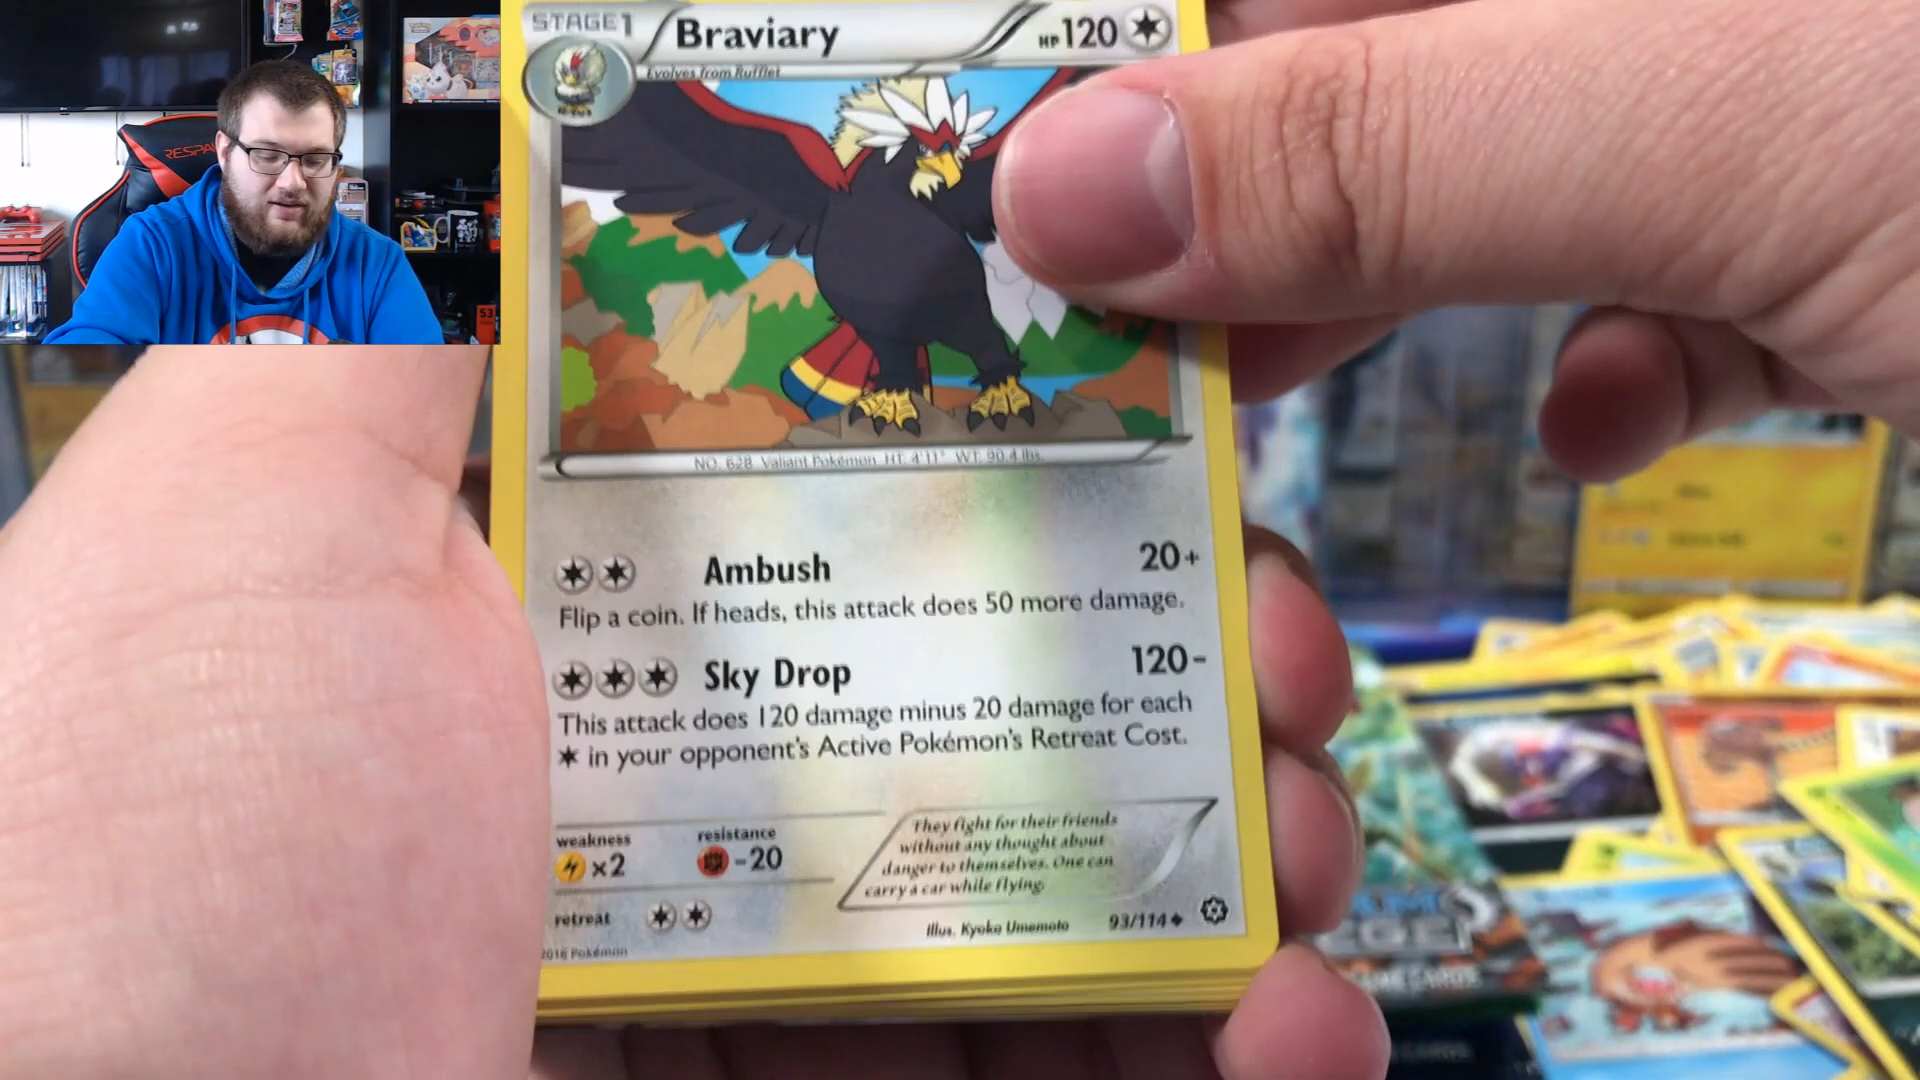 RESPA
STAGE1
Braviary
HP120
Evolves from Rufflet
NO. 628 Valiant Pokémon HT: 4'11" WT: 90.4 lbs.
Ambush 20+
Flip a coin. If heads, this attack does 50 more damage.
Sky Drop 120-
This attack does 120 damage minus 20 damage for each
in your opponent's Active Pokémon's Retreat Cost.
weakness
×2
resistance
-20
They fight for their friends
without any thought about
danger to themselves. One can
carry a car while flying.
retreat
Illus. Kyoko Umemoto
93/114
2016 Pokémon
53